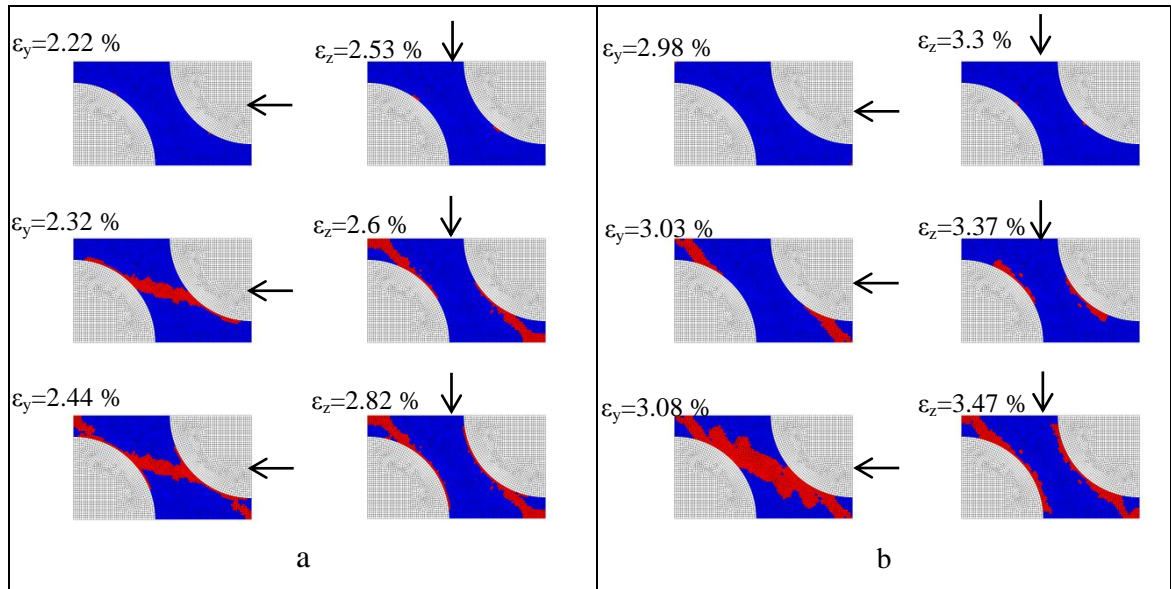 εy=2.22 %
εz=2.53 %
εy=2.98 %
εz=3.3 %
εy=2.32 %
εz=2.6 %
εy=3.03 %
εz=3.37 %
εy=2.44 %
εz=2.82 %
εy=3.08 %
εz=3.47 %
a
b